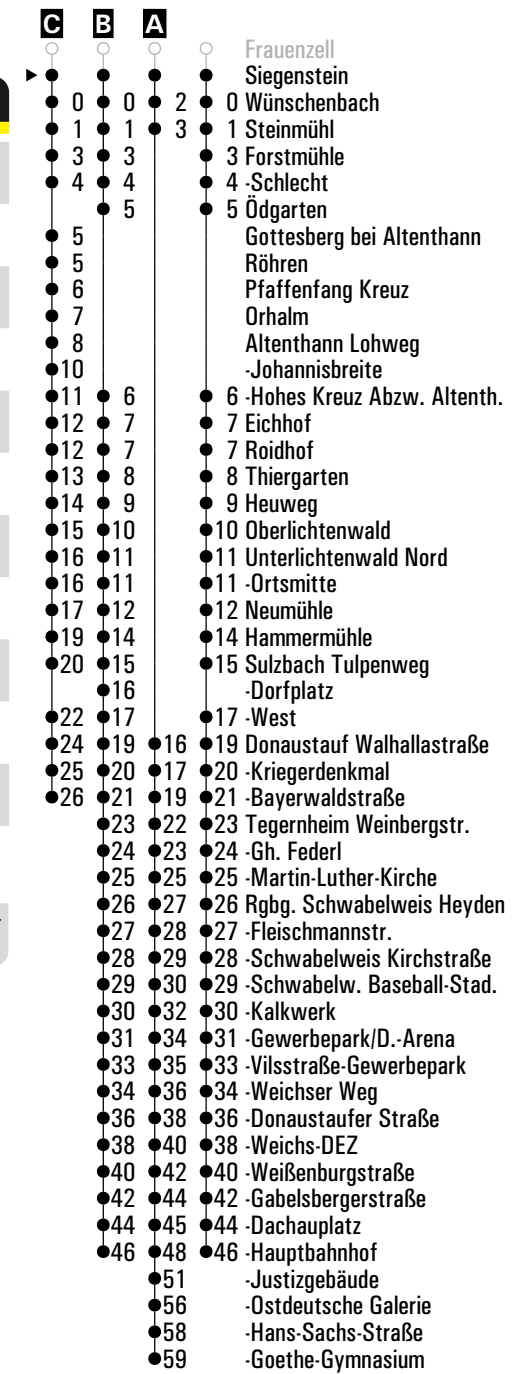 C B A
Frauenzell
Siegenstein
0 0 2 0 Wünschenbach
1 1 3 1 Steinmühl
3 3 3 Forstmühle
4 4 4 -Schlecht
5 5 Ödgarten
5 Gottesberg bei Altenthann
5 Röhren
6 Pfaffenfang Kreuz
7 Orhalm
8 Altenthann Lohweg
10 -Johannisbreite
11 6 6 -Hohes Kreuz Abzw. Altenth.
12 7 7 Eichhof
12 7 7 Roidhof
13 8 8 Thiergarten
14 9 9 Heuweg
15 10 10 Oberlichtenwald
16 11 11 Unterlichtenwald Nord
16 11 11 -Ortsmitte
17 12 12 Neumühle
19 14 14 Hammermühle
20 15 15 Sulzbach Tulpenweg
16 -Dorfplatz
22 17 17 -West
24 19 16 19 Donaustauf Walhallastraße
25 20 17 20 -Kriegerdenkmal
26 21 19 21 -Bayerwaldstraße
23 22 23 Tegernheim Weinbergstr.
24 23 24 -Gh. Federl
25 25 25 -Martin-Luther-Kirche
26 27 26 Rgbg. Schwabelweis Heyden
27 28 27 -Fleischmannstr.
28 29 28 -Schwabelweis Kirchstraße
29 30 29 -Schwabelw. Baseball-Stad.
30 32 30 -Kalkwerk
31 34 31 -Gewerbepark/D.-Arena
33 35 33 -Vilsstraße-Gewerbepark
34 36 34 -Weichser Weg
36 38 36 -Donaustaufer Straße
38 40 38 -Weichs-DEZ
40 42 40 -Weißenburgstraße
42 44 42 -Gabelsbergerstraße
44 45 44 -Dachauplatz
46 48 46 -Hauptbahnhof
51 -Justizgebäude
56 -Ostdeutsche Galerie
58 -Hans-Sachs-Straße
59 -Goethe-Gymnasium